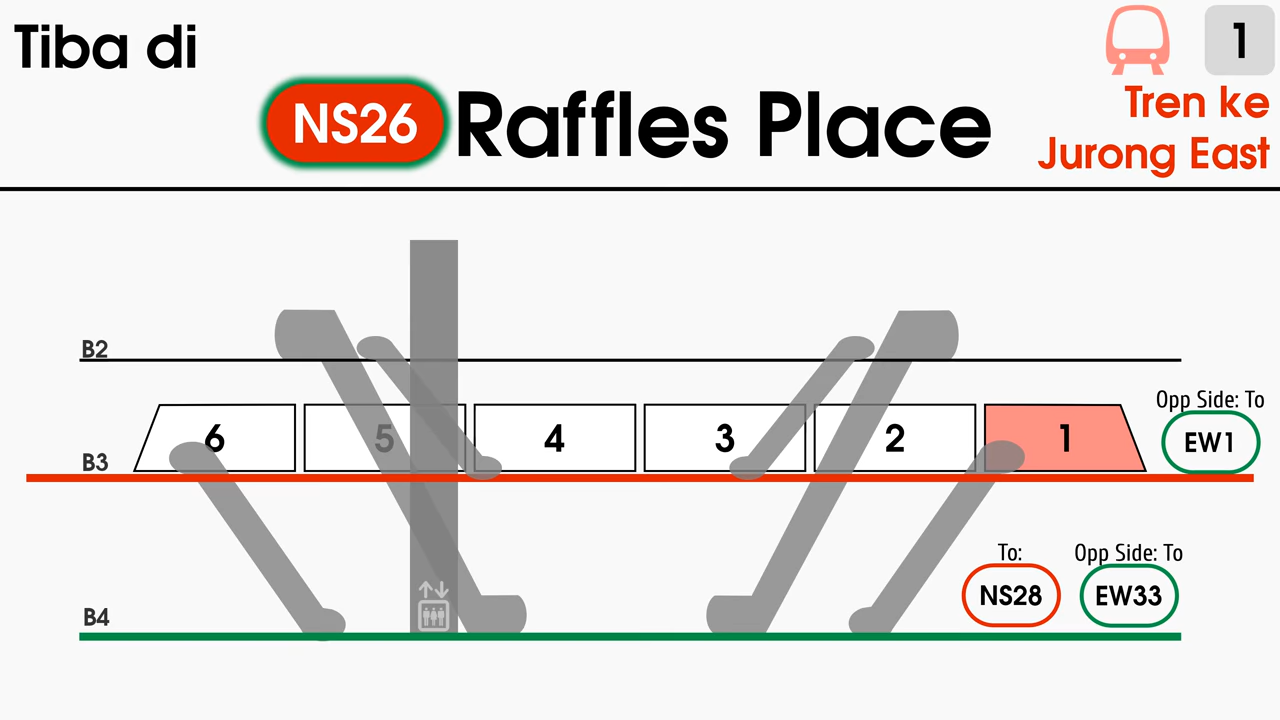 Tiba di
1
NS26 Raffles Place
Tren ke
Jurong East
B2
6 5 4 3 2 1
Opp Side: To
EW1
B3
To:
NS28
Opp Side: To
EW33
B4